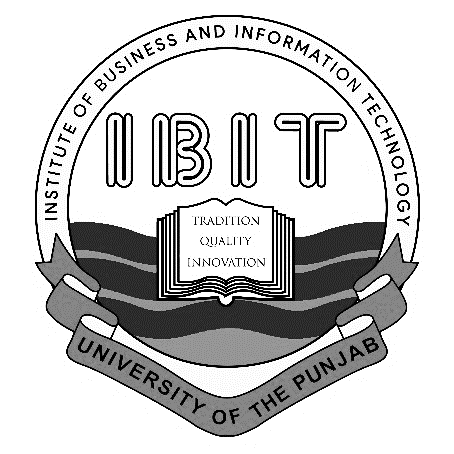 INSTITUTE OF BUSINESS AND INFORMATION TECHNOLOGY
IBIT
TRADITION
QUALITY
INNOVATION
UNIVERSITY OF THE PUNJAB